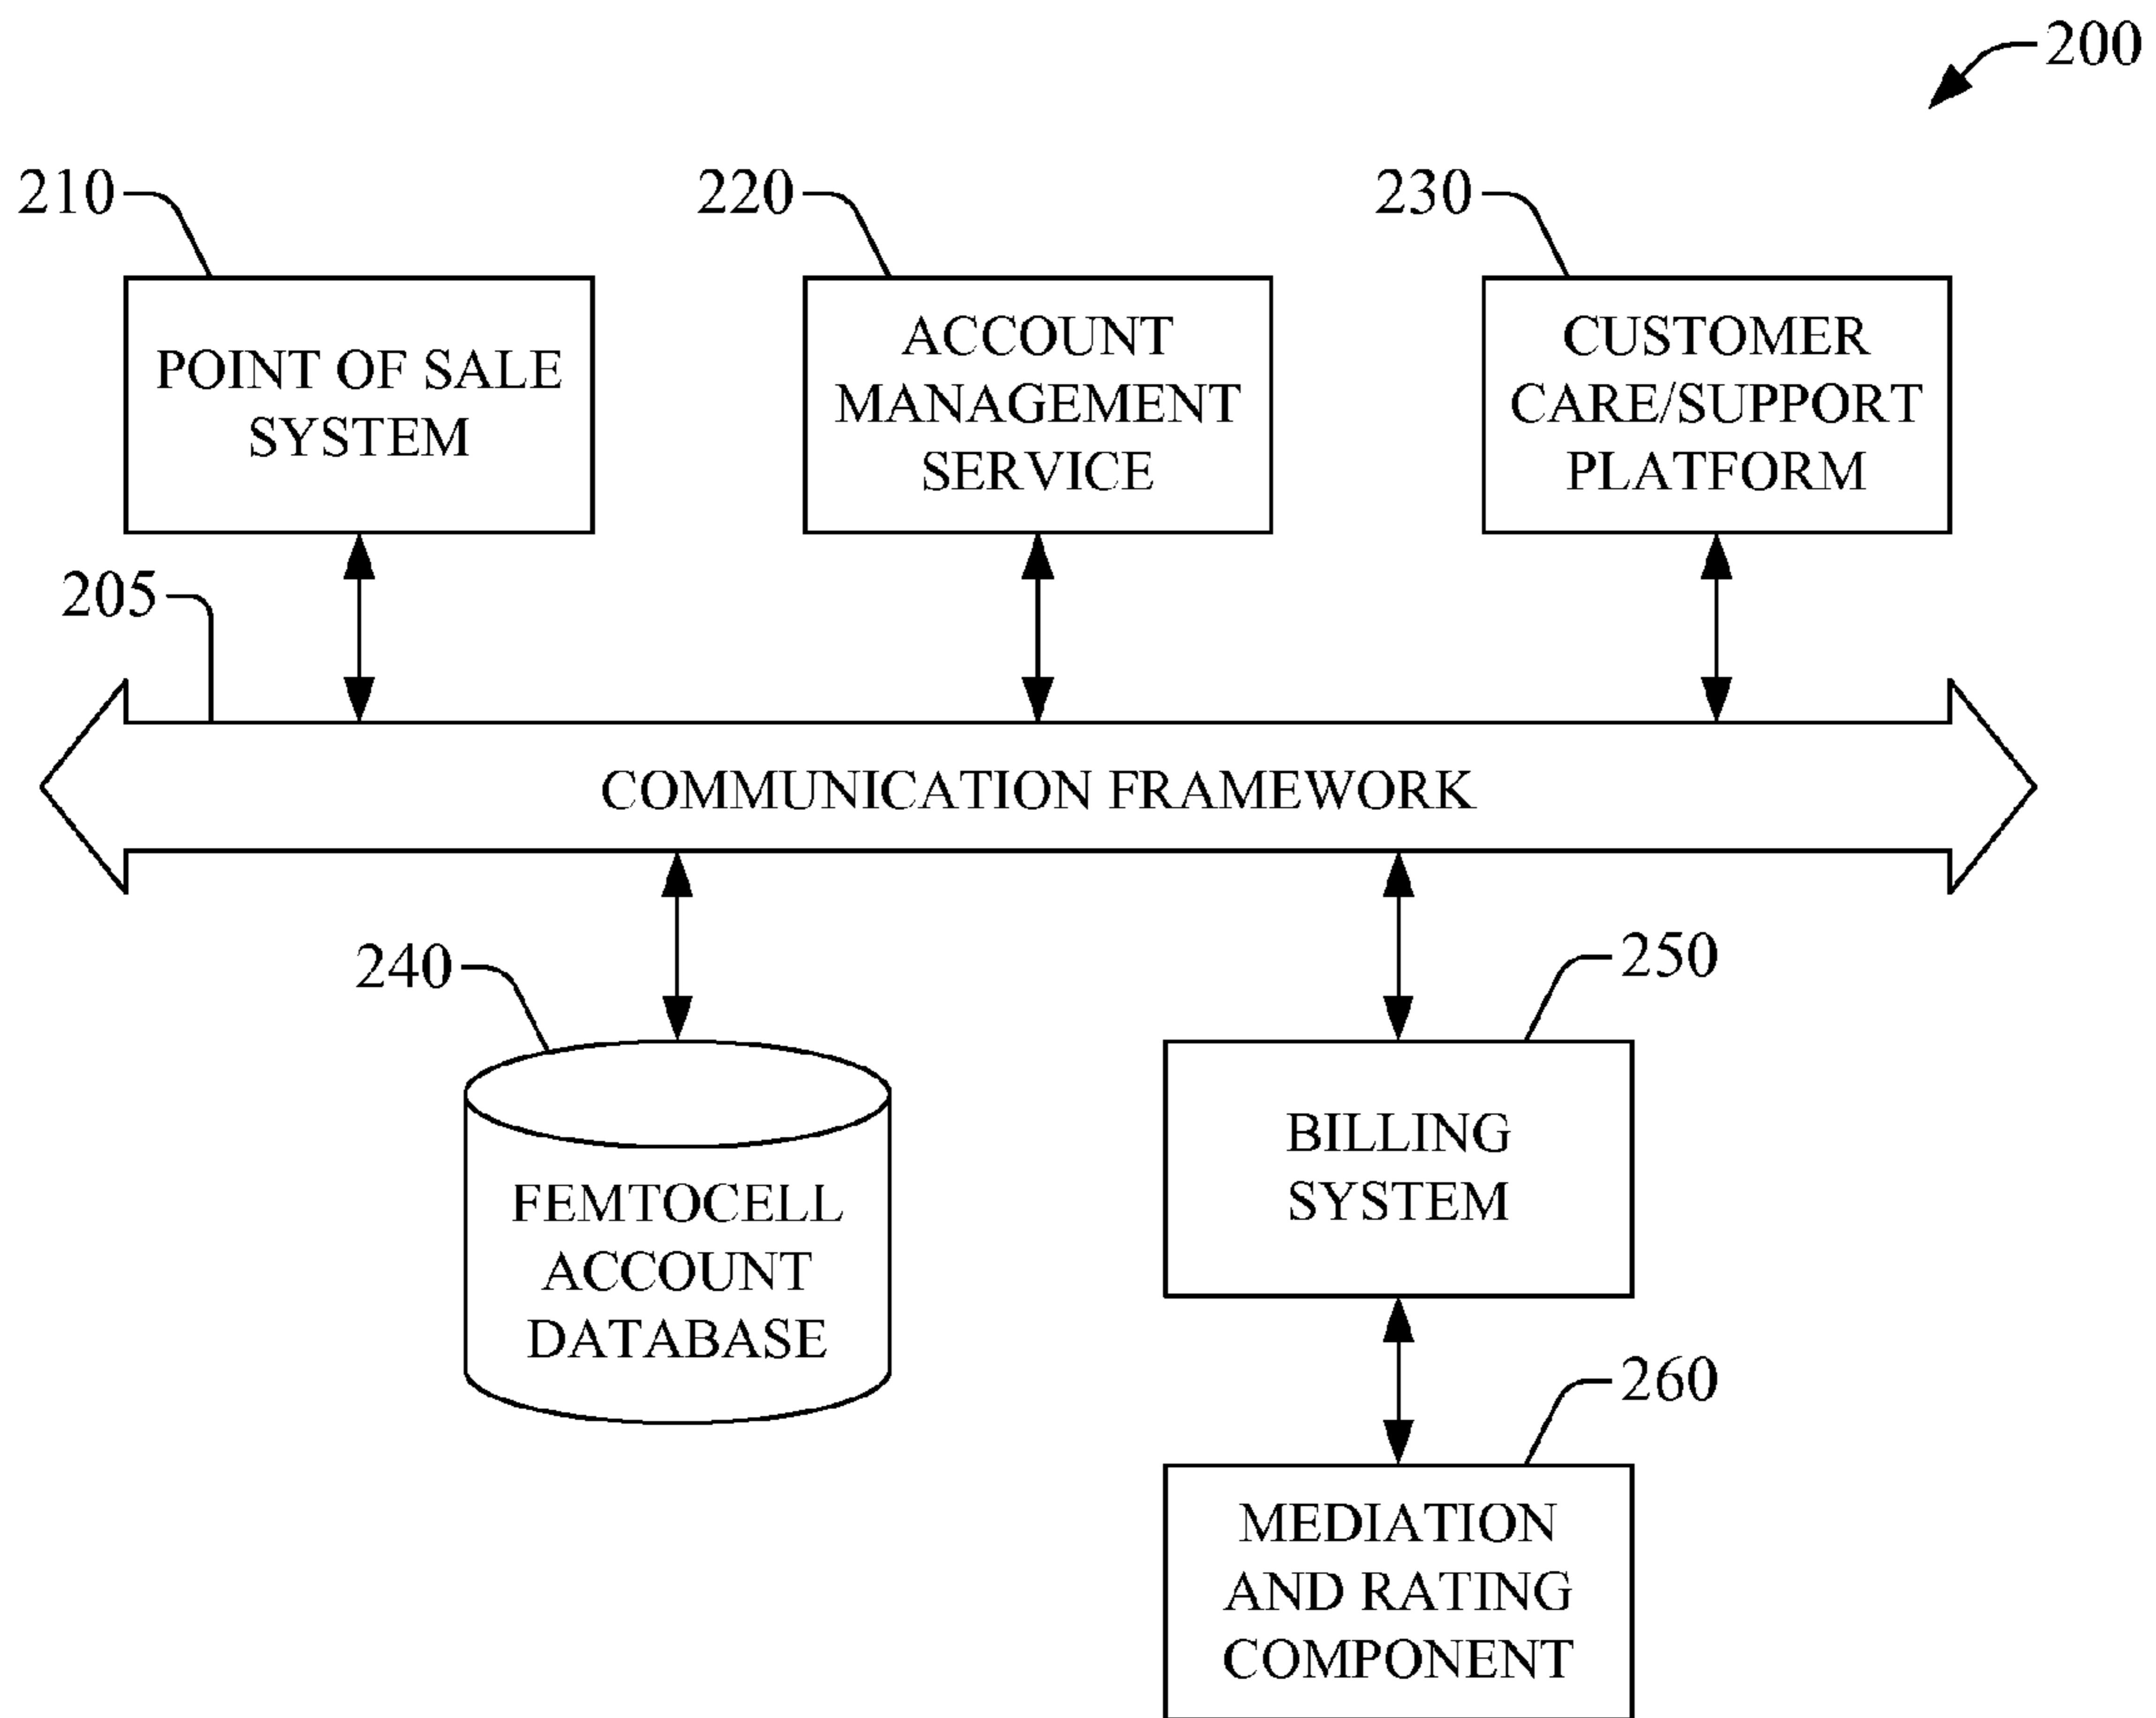 200
210
220
230
POINT OF SALE
SYSTEM
ACCOUNT
MANAGEMENT
SERVICE
CUSTOMER
CARE/SUPPORT
PLATFORM
205
COMMUNICATION FRAMEWORK
240
250
FEMTOCELL
ACCOUNT
DATABASE
BILLING
SYSTEM
260
MEDIATION
AND RATING
COMPONENT